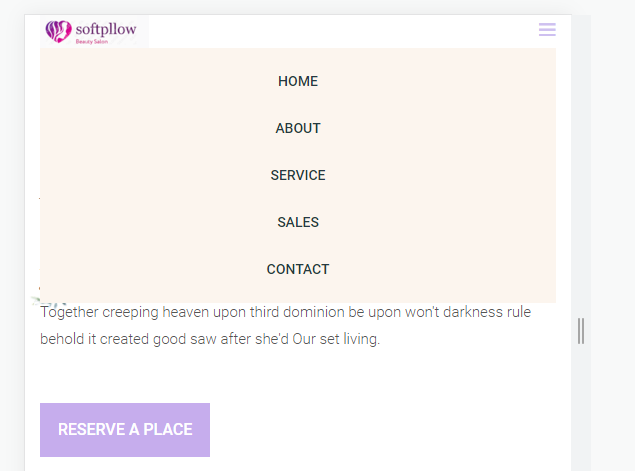 softpllow
Beauty Salon
HOME
ABOUT
SERVICE
SALES
CONTACT
Together creeping heaven upon third dominion be upon won't darkness rule
behold it created good saw after she'd Our set living.
RESERVE A PLACE